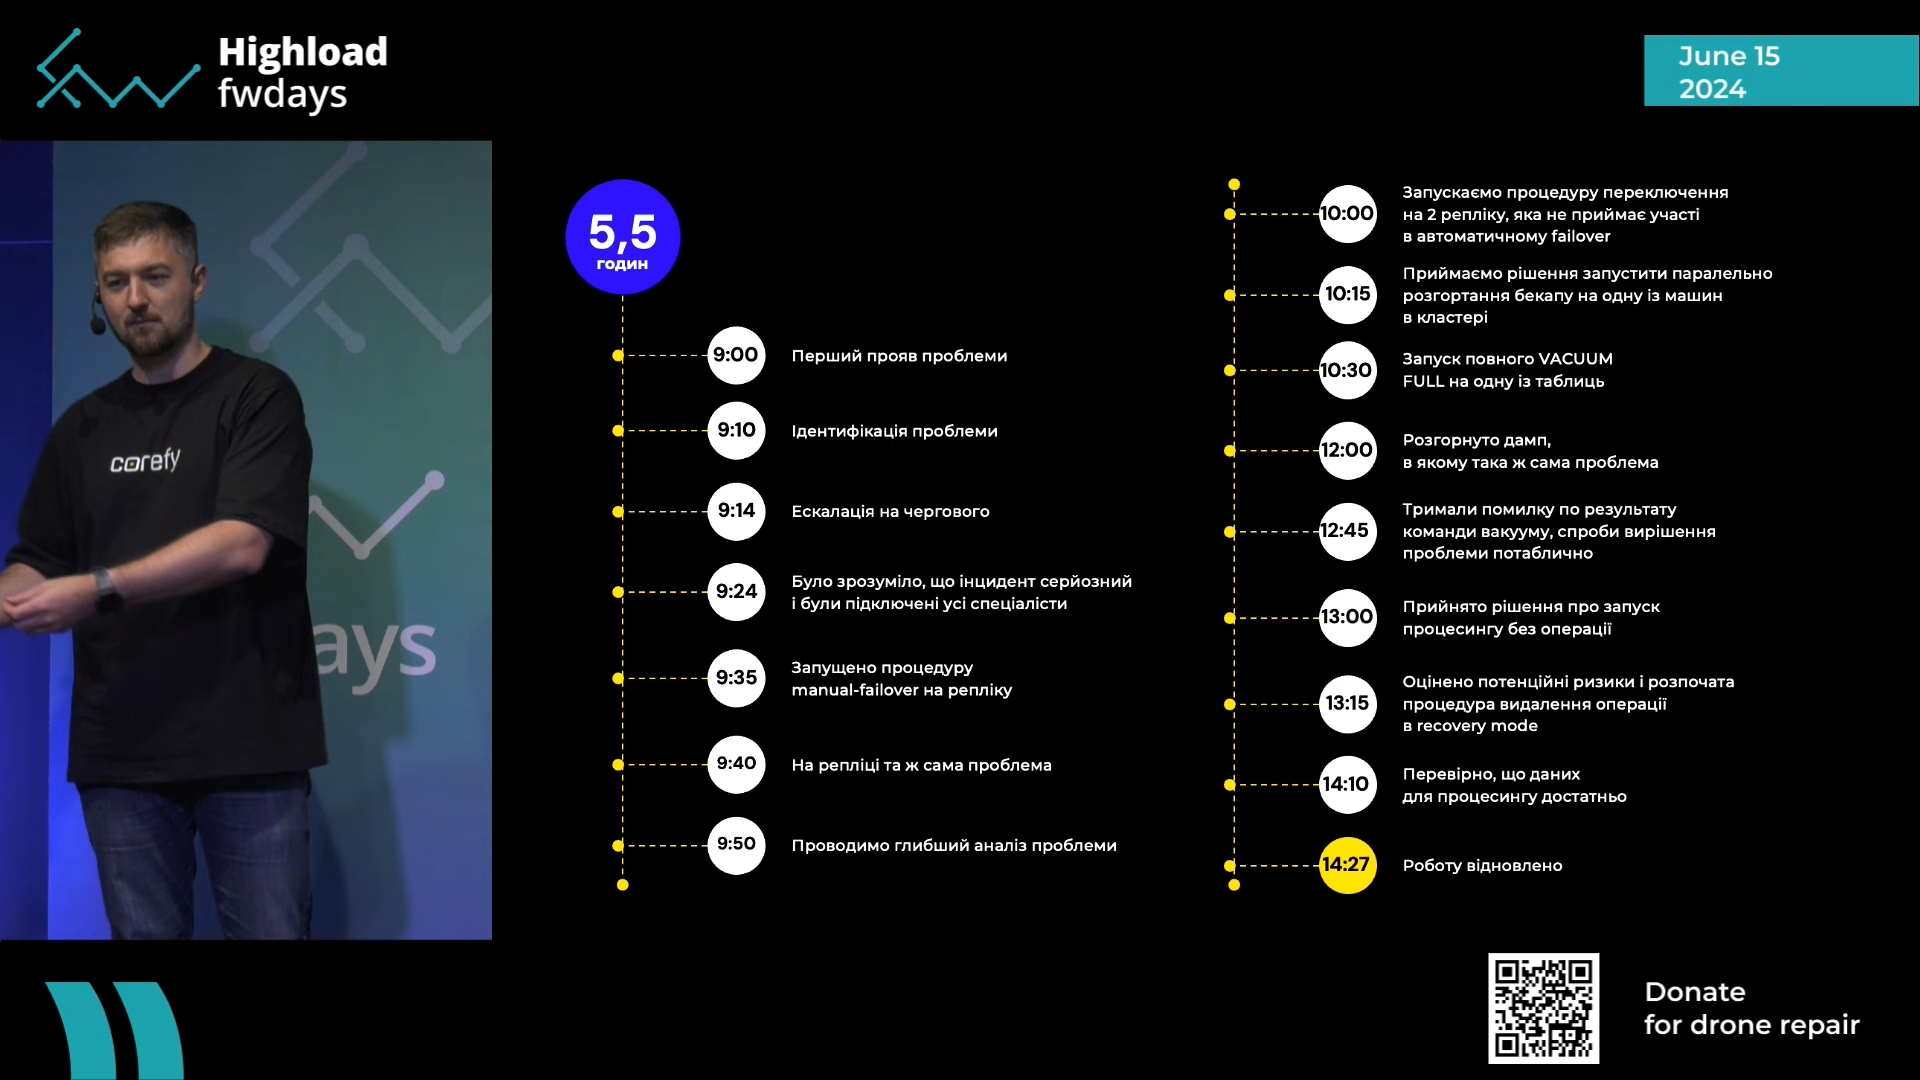 Highload
fwdays
June 15
2024
corefy
ays
5,5
годин
9:00
Перший прояв проблеми
9:10
Ідентифікація проблеми
9:14
Ескалація на чергового
9:24
Було зрозуміло, що інцидент серйозний
і були підключені усі спеціалісти
9:35
Запущено процедуру
manual-failover на репліку
9:40
На репліці та ж сама проблема
9:50
Проводимо глибший аналіз проблеми
10:00
Запускаємо процедуру переключення
на 2 репліку, яка не приймає участі
в автоматичному failover
10:15
Приймаємо рішення запустити паралельно
розгортання бекапу на одну із машин
в кластері
10:30
Запуск повного VACUUM
FULL на одну із таблиць
12:00
Розгорнуто дамп,
в якому така ж сама проблема
12:45
Тримали помилку по результату
команди вакууму, спроби вирішення
проблеми потаблично
13:00
Прийнято рішення про запуск
процесингу без операції
13:15
Оцінено потенційні ризики і розпочата
процедура видалення операції
в recovery mode
14:10
Перевірно, що даних
для процесингу достатньо
14:27
Роботу відновлено
Donate
for drone repair